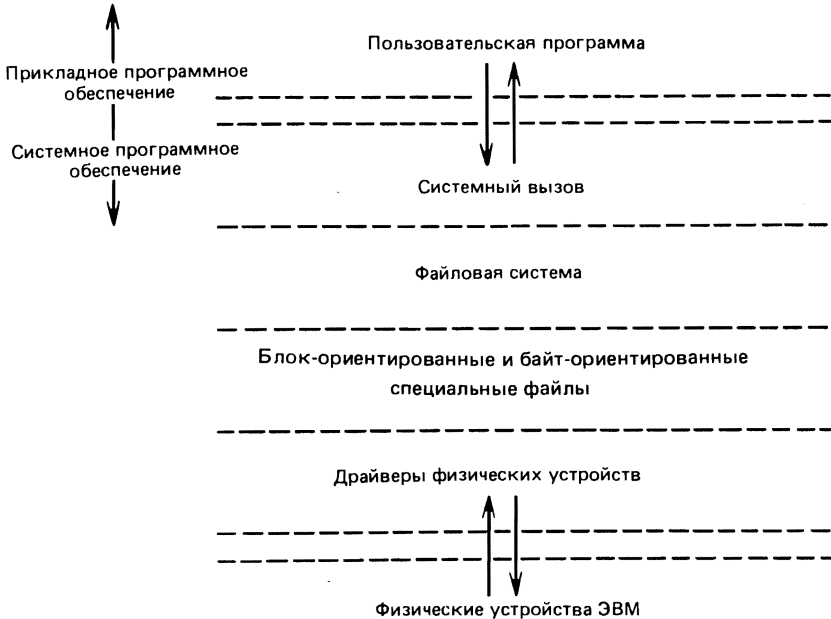 Пользовательская программа
Прикладное программное
обеспечение
Системное программное
обеспечение
Системный вызов
Файловая система
Блок-ориентированные и байт-ориентированные
специальные файлы
Драйверы физических устройств
Физические устройства ЭВМ